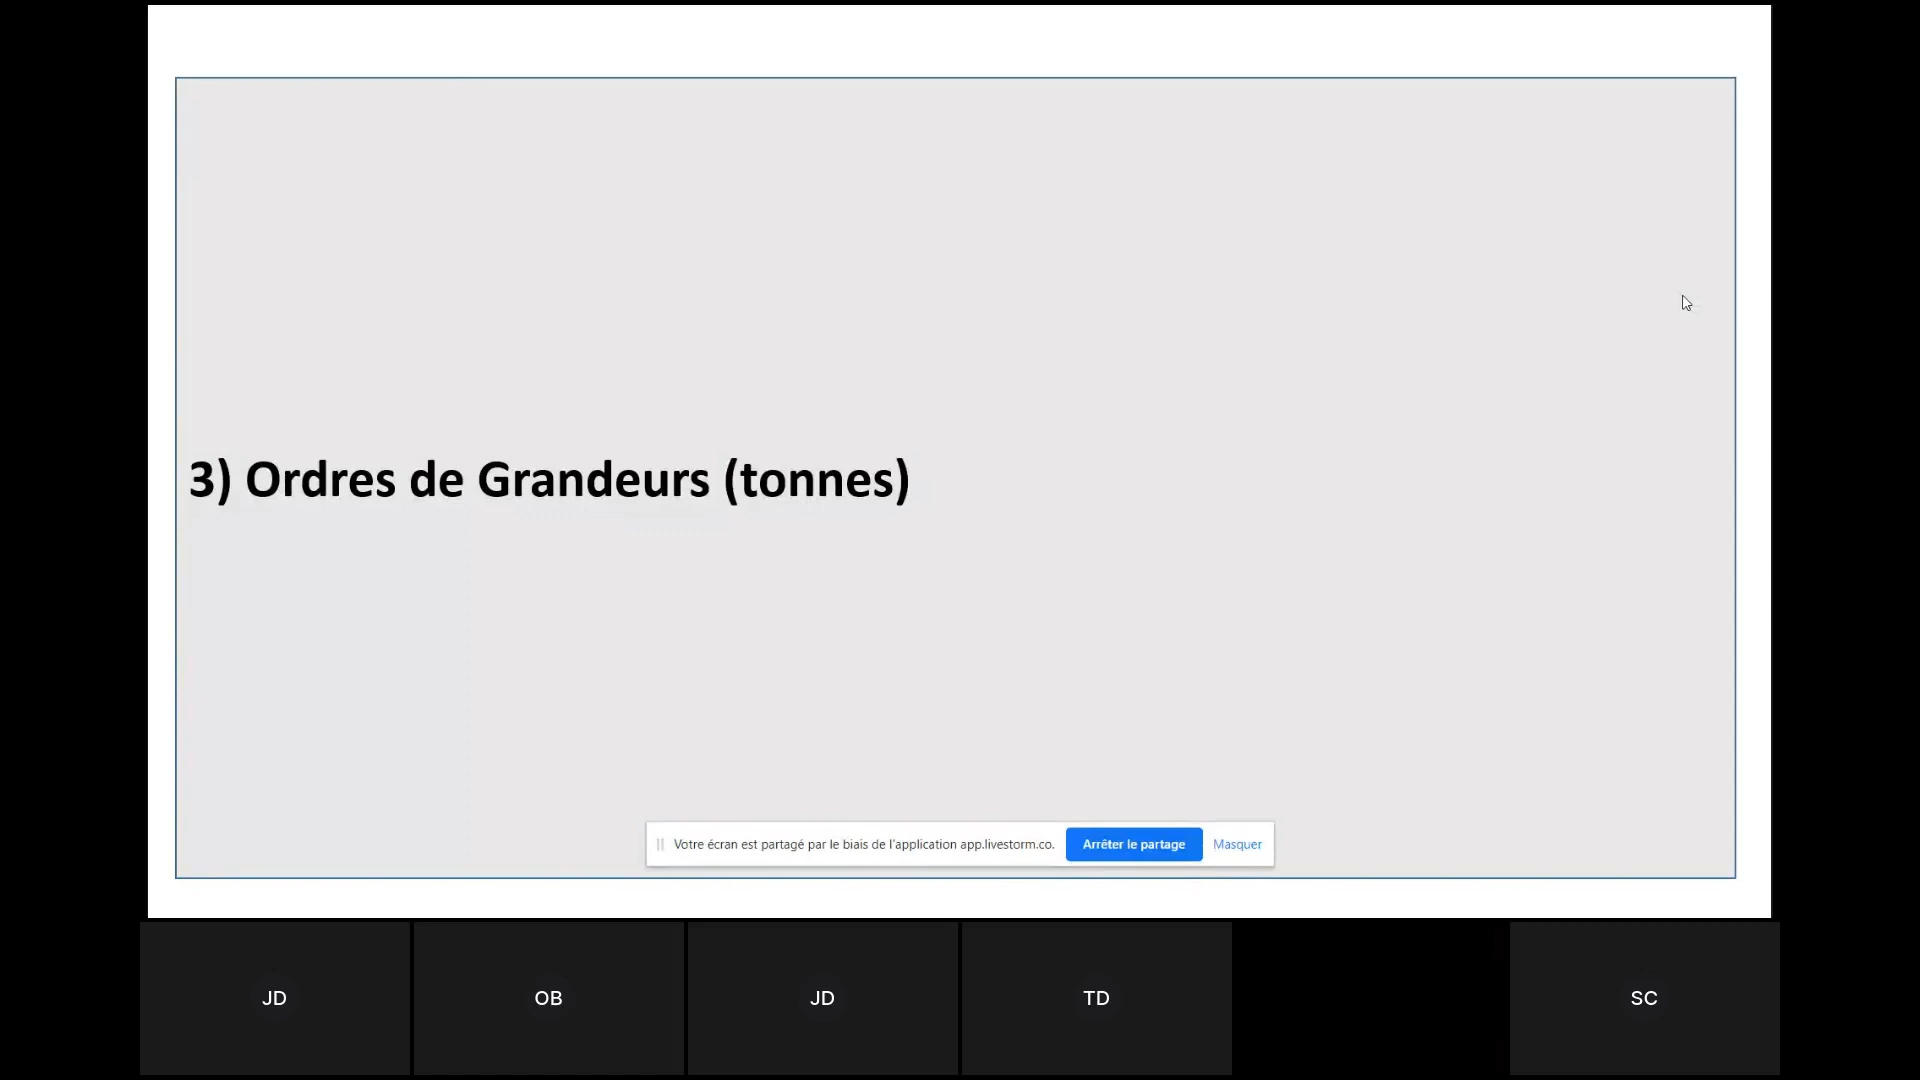 3) Ordres de Grandeurs (tonnes)
Votre écran est partagé par le biais de l'application app.livestorm.co. Arrêter le partage Masquer
JD OB JD TD SC